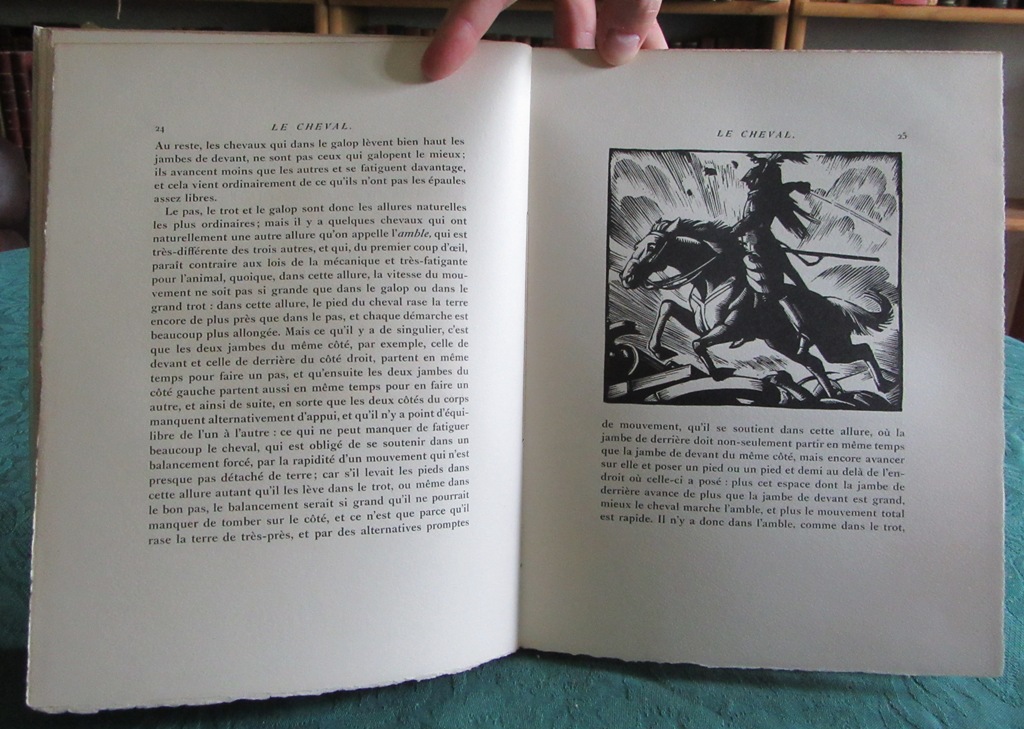 24
LE CHEVAL.
Au reste, les chevaux qui dans le galop lèvent bien haut les
jambes de devant, ne sont pas ceux qui galopent le mieux;
ils avancent moins que les autres et se fatiguent davantage,
et cela vient ordinairement de ce qu'ils n'ont pas les épaules
assez libres.
Le pas, le trot et le galop sont donc les allures naturelles
les plus ordinaires; mais il y a quelques chevaux qui ont
naturellement une autre allure qu'on appelle l'amble, qui est
très-différente des trois autres, et qui, du premier coup d'œil,
paraît contraire aux lois de la mécanique et très-fatigante
pour l'animal, quoique, dans cette allure, la vitesse du mou-
vement ne soit pas si grande que dans le galop ou dans le
grand trot : dans cette allure, le pied du cheval rase la terre
encore de plus près que dans le pas, et chaque démarche est
beaucoup plus allongée. Mais ce qu'il y a de singulier, c'est
que les deux jambes du même côté, par exemple, celle de
devant et celle de derrière du côté droit, partent en même
temps pour faire un pas, et qu'ensuite les deux jambes du
côté gauche partent aussi en même temps pour en faire un
autre, et ainsi de suite, en sorte que les deux côtés du corps
manquent alternativement d'appui, et qu'il n'y a point d'équi-
libre de l'un à l'autre : ce qui ne peut manquer de fatiguer
beaucoup le cheval, qui est obligé de se soutenir dans un
balancement forcé, par la rapidité d'un mouvement qui n'est
presque pas détaché de terre; car s'il levait les pieds dans
cette allure autant qu'il les lève dans le trot, ou même dans
le bon pas, le balancement serait si grand qu'il ne pourrait
manquer de tomber sur le côté, et ce n'est que parce qu'il
rase la terre de très-près, et par des alternatives promptes
LE CHEVAL.
25
de mouvement, qu'il se soutient dans cette allure, où la
jambe de derrière doit non-seulement partir en même temps
que la jambe de devant du même côté, mais encore avancer
sur elle et poser un pied ou un pied et demi au delà de l'en-
droit où celle-ci a posé : plus cet espace dont la jambe de
derrière avance de plus que la jambe de devant est grand,
mieux le cheval marche l'amble, et plus le mouvement total
est rapide. Il n'y a donc dans l'amble, comme dans le trot,